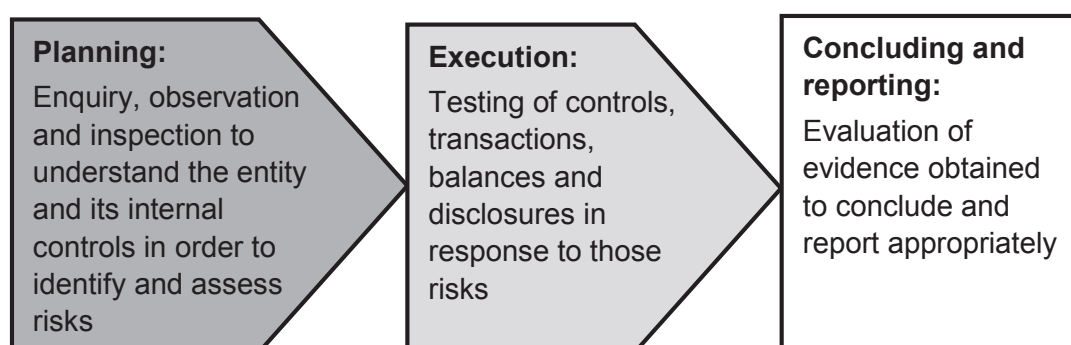 Planning:
Enquiry, observation
and inspection to
understand the entity
and its internal
controls in order to
identify and assess
risks
Execution:
Testing of controls,
transactions,
balances and
disclosures in
response to those
risks
Concluding and
reporting:
Evaluation of
evidence obtained
to conclude and
report appropriately